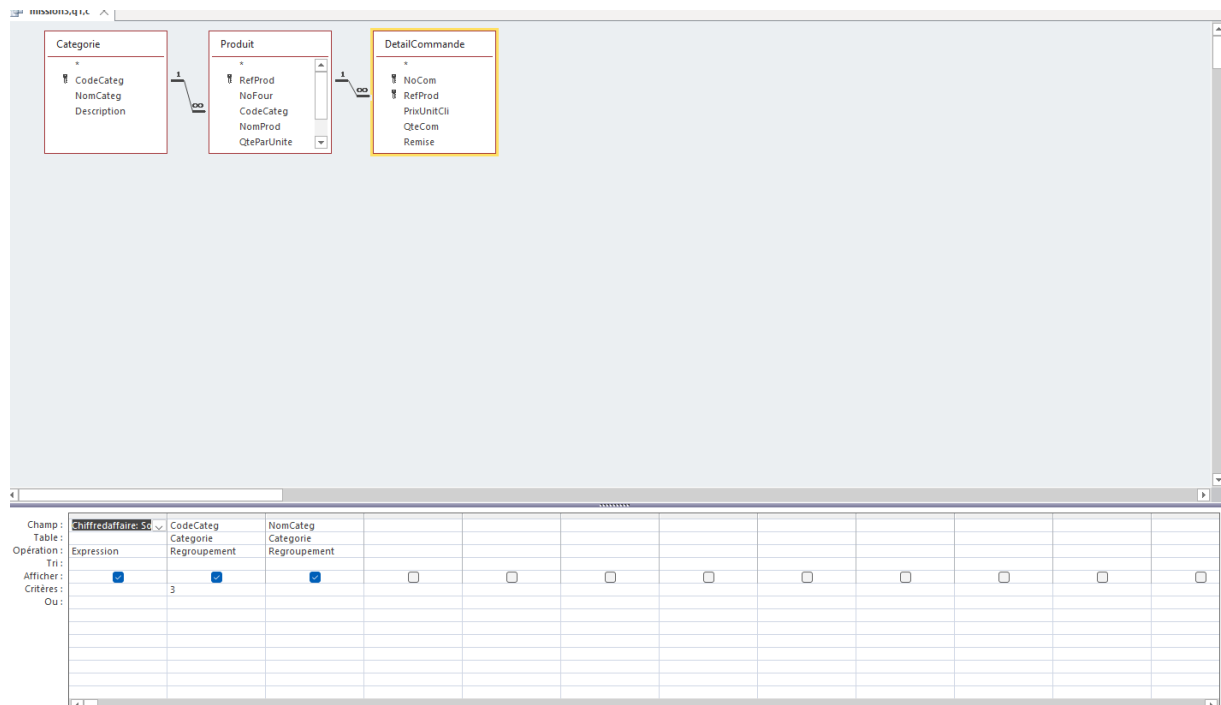 mission3,q1,c
Categorie
*
CodeCateg
NomCateg
Description
Produit
*
RefProd
NoFour
CodeCateg
NomProd
QteParUnite
DetailCommande
*
NoCom
RefProd
PrixUnitCli
QteCom
Remise
1
∞
1
∞
Champ : Chiffredaffaire: So CodeCateg NomCateg
Table : Categorie Categorie
Opération : Expression Regroupement Regroupement
Tri :
Afficher :
Critères : 3
Ou :